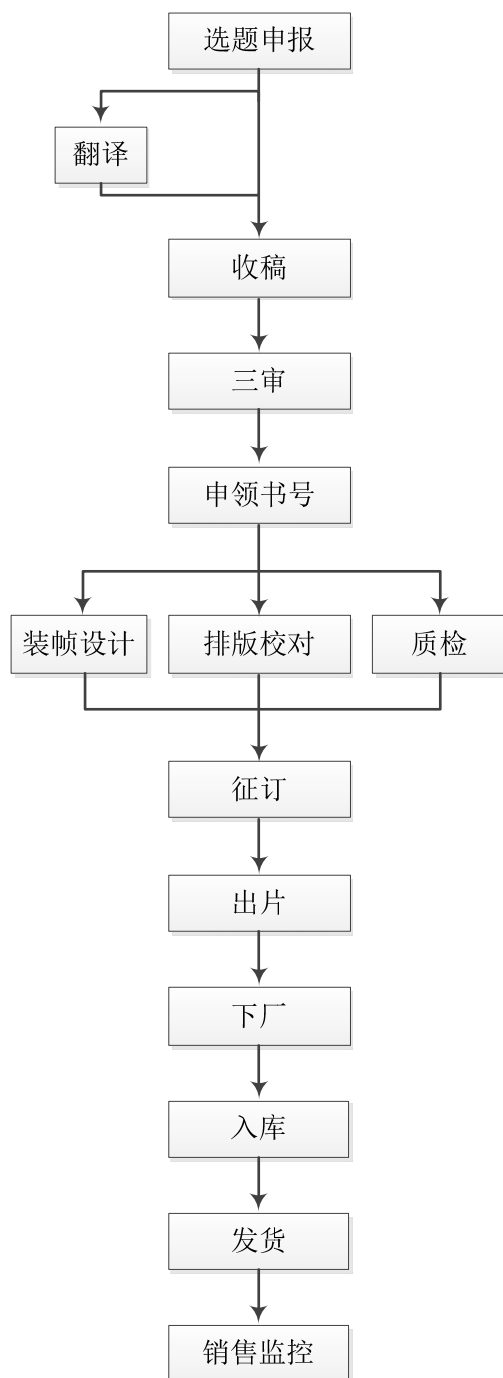 选题申报
翻译
收稿
三审
申领书号
装帧设计
排版校对
质检
征订
出片
下厂
入库
发货
销售监控